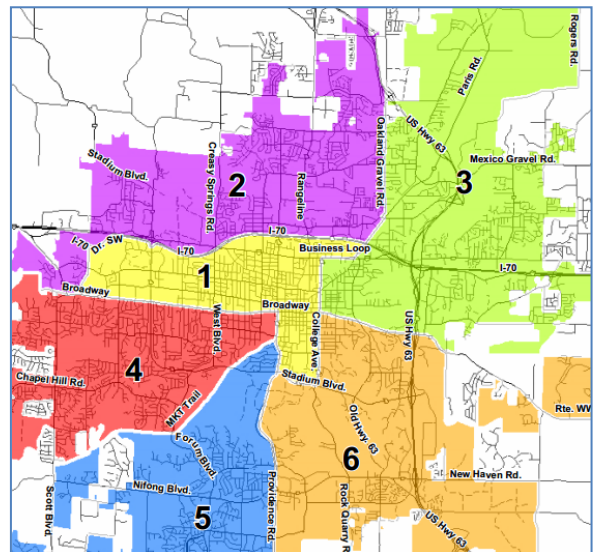 Rogers Rd.
Paris Rd.
US Hwy. 63
Oakland Gravel Rd.
Stadium Blvd.
Creasy Springs Rd.
Rangeline
Mexico Gravel Rd.
2
3
I-70
I-70
Dr. SW
I-70
Business Loop
I-70
1
Broadway
Broadway
West Blvd.
College Ave.
US Hwy 63
4
Chapel Hill Rd.
MKT Trail
Stadium Blvd.
Old Hwy. 63
Rte. WW
Forum Blvd.
6
New Haven Rd.
Nifong Blvd.
Scott Blvd.
5
Providence Rd.
Rock Quarry R
US Hwy 63